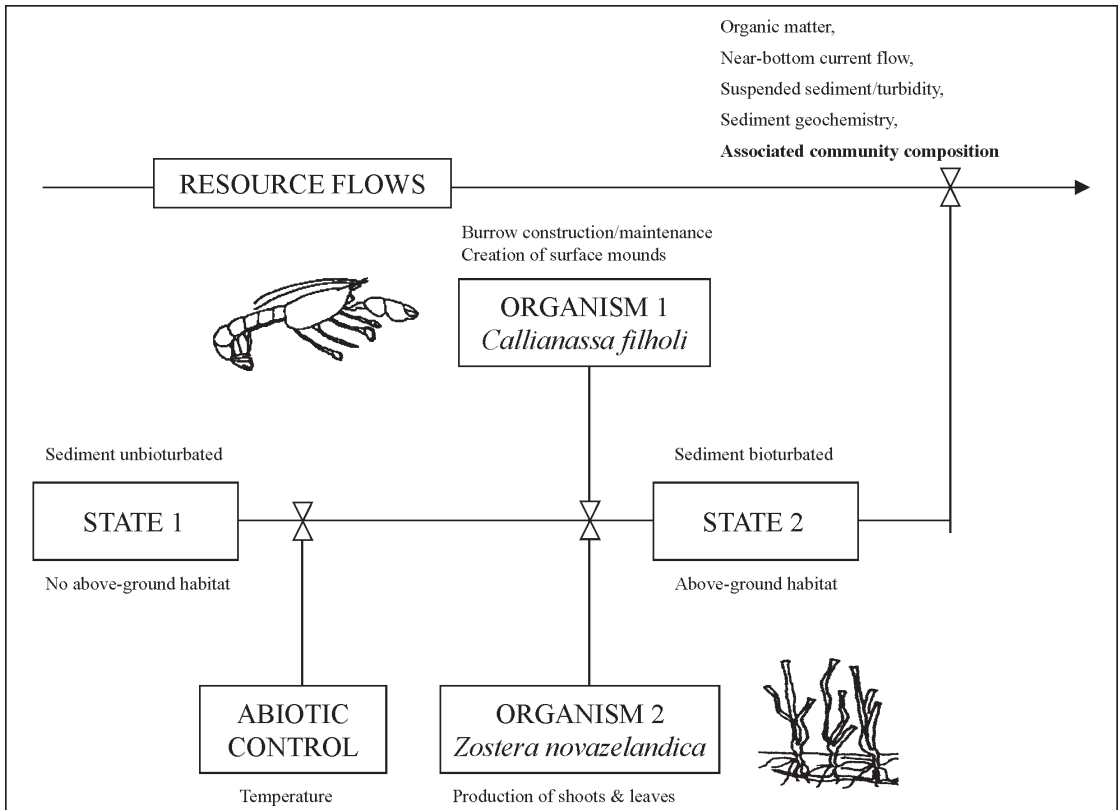 Organic matter,
Near-bottom current flow,
Suspended sediment/turbidity,
Sediment geochemistry,
Associated community composition
RESOURCE FLOWS
Burrow construction/maintenance
Creation of surface mounds
ORGANISM 1
Callianassa filholi
Sediment unbioturbated
STATE 1
No above-ground habitat
Sediment bioturbated
STATE 2
Above-ground habitat
ABIOTIC
CONTROL
Temperature
ORGANISM 2
Zostera novazelandica
Production of shoots & leaves